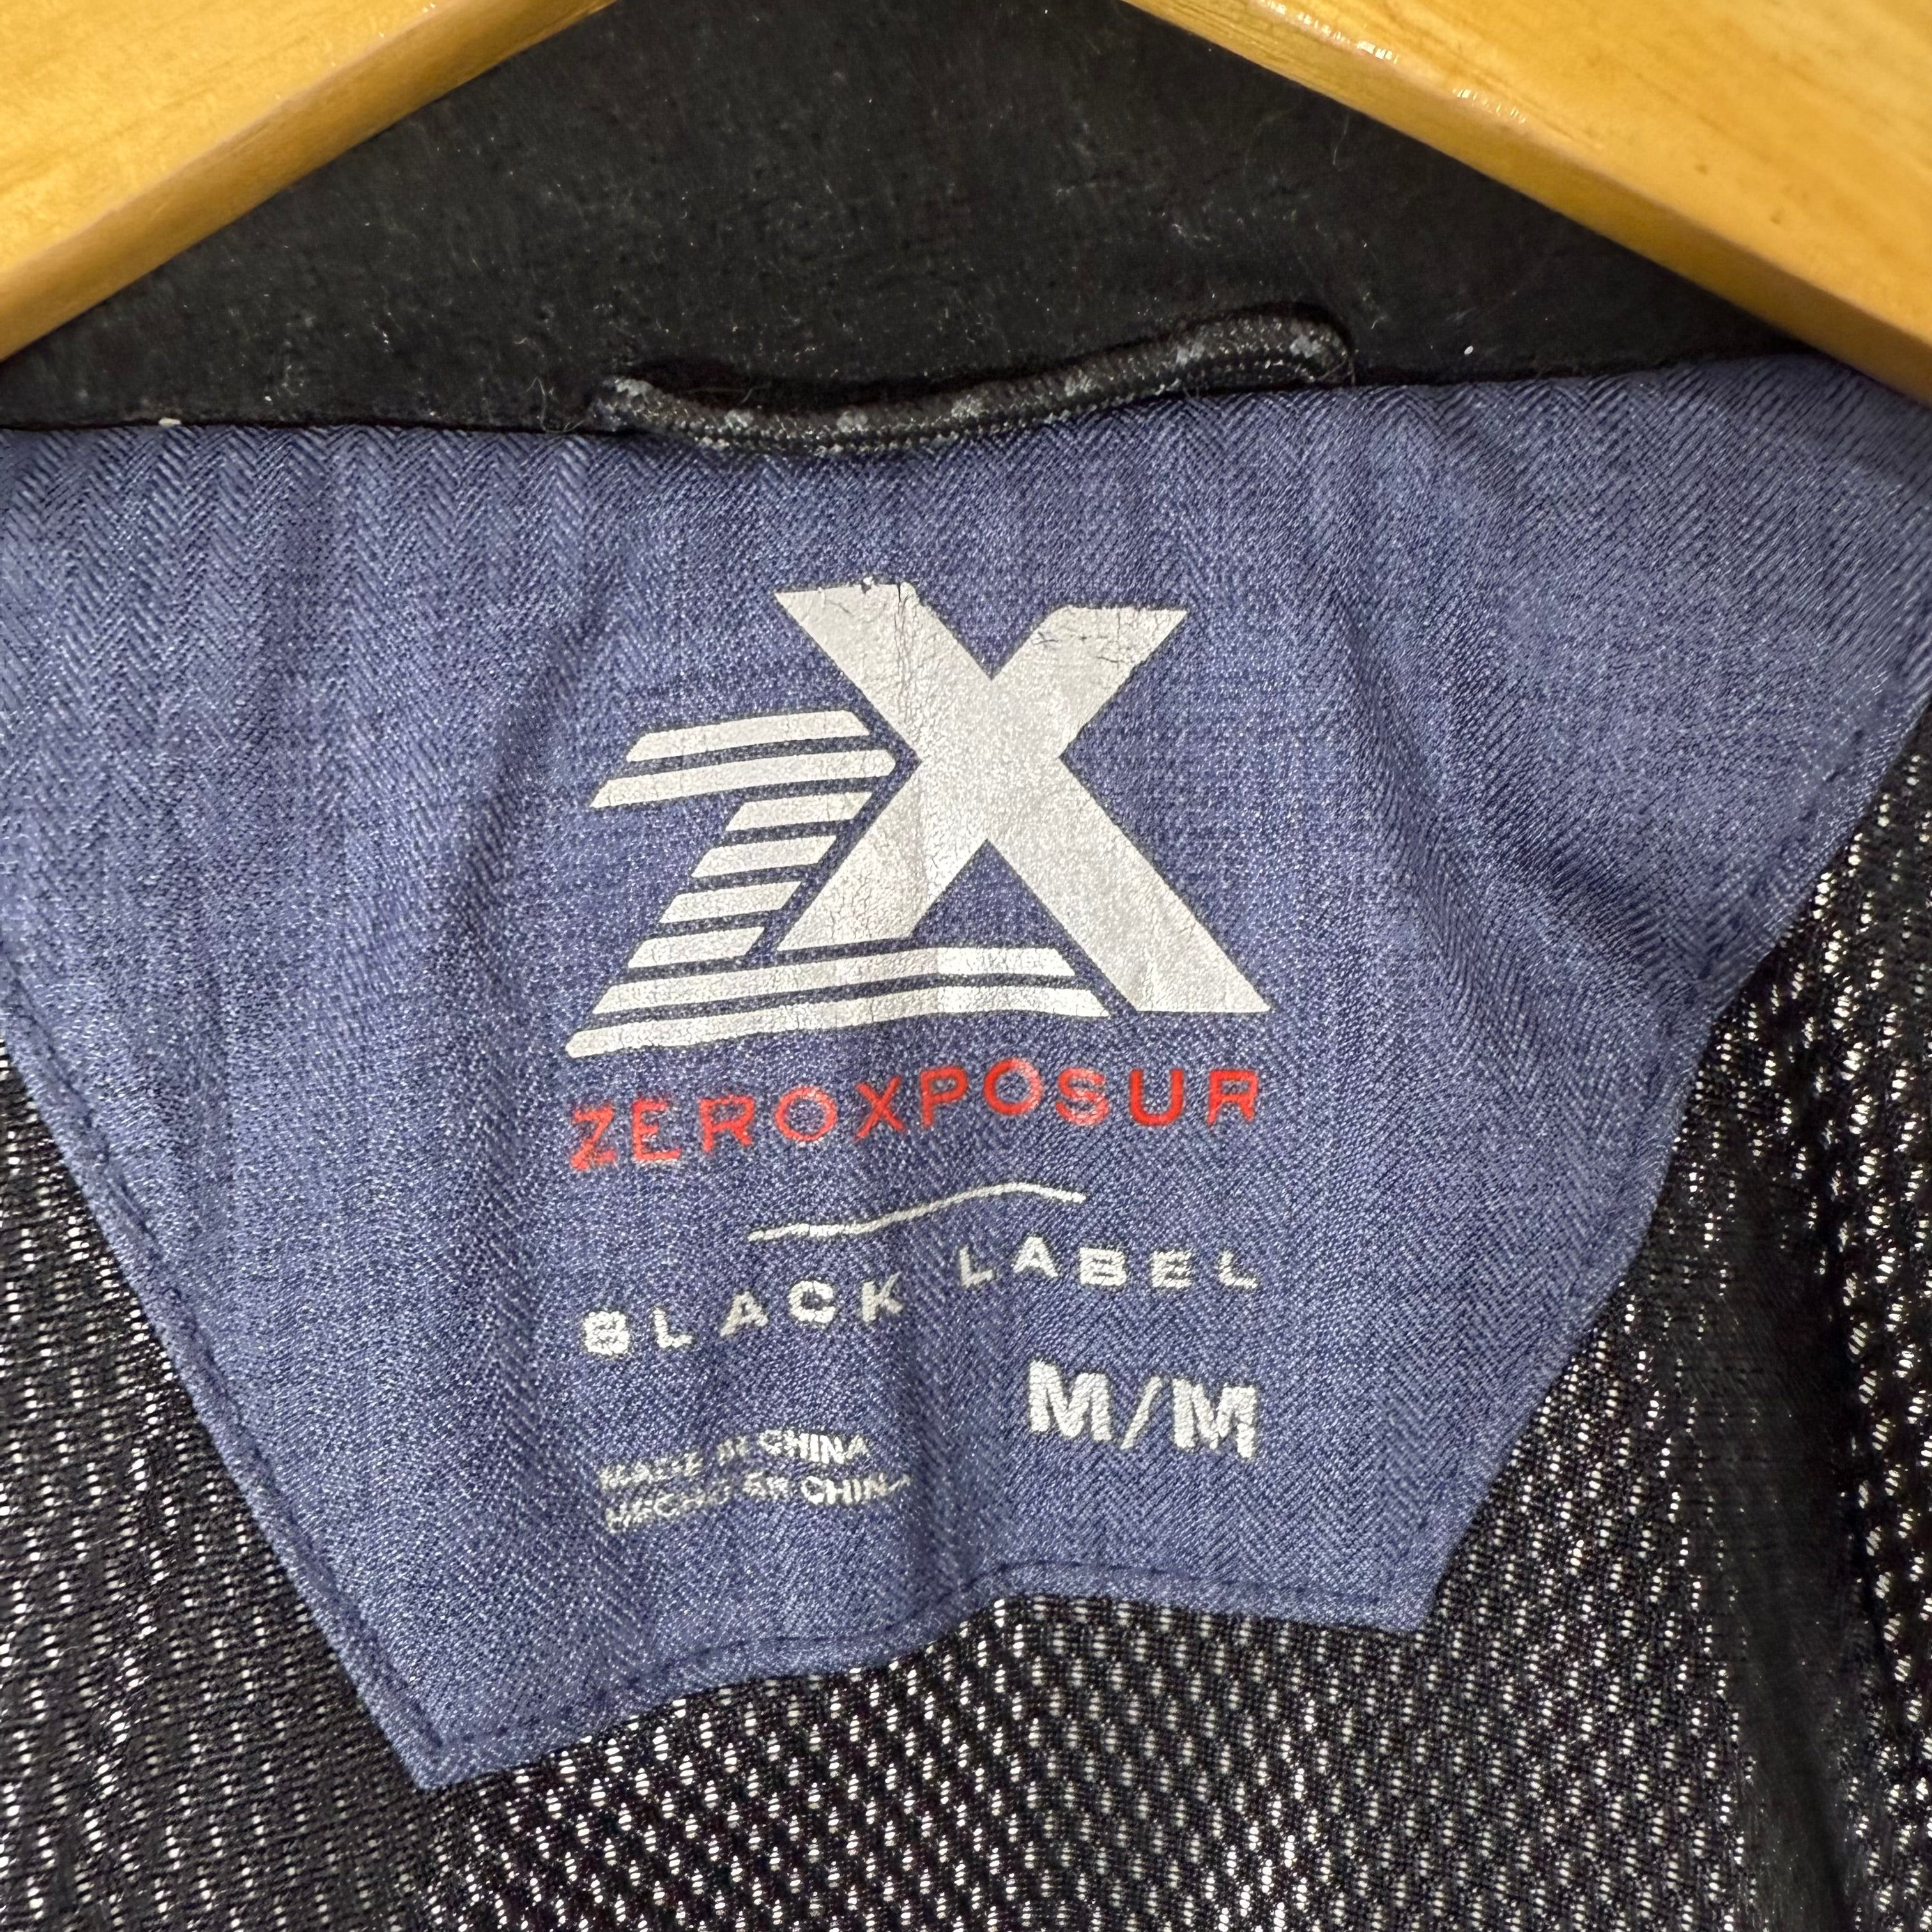 ZX
ZEROXPOSUR
BLACK LABEL
M/M
MADE IN CHINA
HECHO EN CHINA